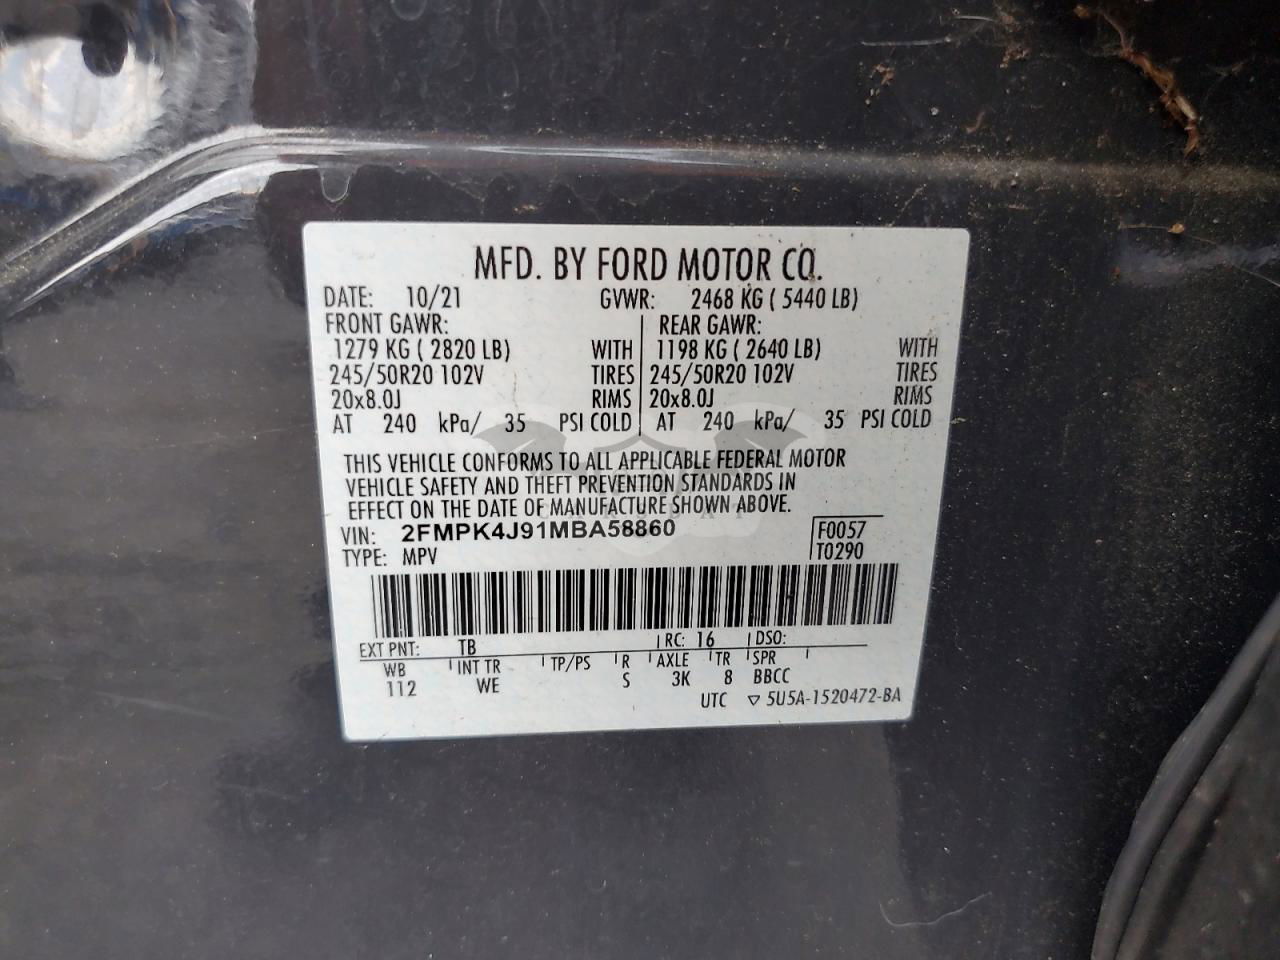 MFD. BY FORD MOTOR CO.
DATE: 10/21 GVWR: 2468 KG ( 5440 LB)
FRONT GAWR: REAR GAWR:
1279 KG ( 2820 LB) WITH 1198 KG ( 2640 LB) WITH
245/50R20 102V TIRES 245/50R20 102V TIRES
20x8.0J RIMS 20x8.0J RIMS
AT 240 kPa/ 35 PSI COLD AT 240 kPa/ 35 PSI COLD
THIS VEHICLE CONFORMS TO ALL APPLICABLE FEDERAL MOTOR
VEHICLE SAFETY AND THEFT PREVENTION STANDARDS IN
EFFECT ON THE DATE OF MANUFACTURE SHOWN ABOVE.
VIN: 2FMPK4J91MBA58860 F0057
TYPE: MPV T0290
EXT PNT: TB RC: 16 DSO:
WB INT TR TP/PS R AXLE TR SPR
112 WE S 3K 8 BBCC
UTC ▽ 5U5A-1520472-BA